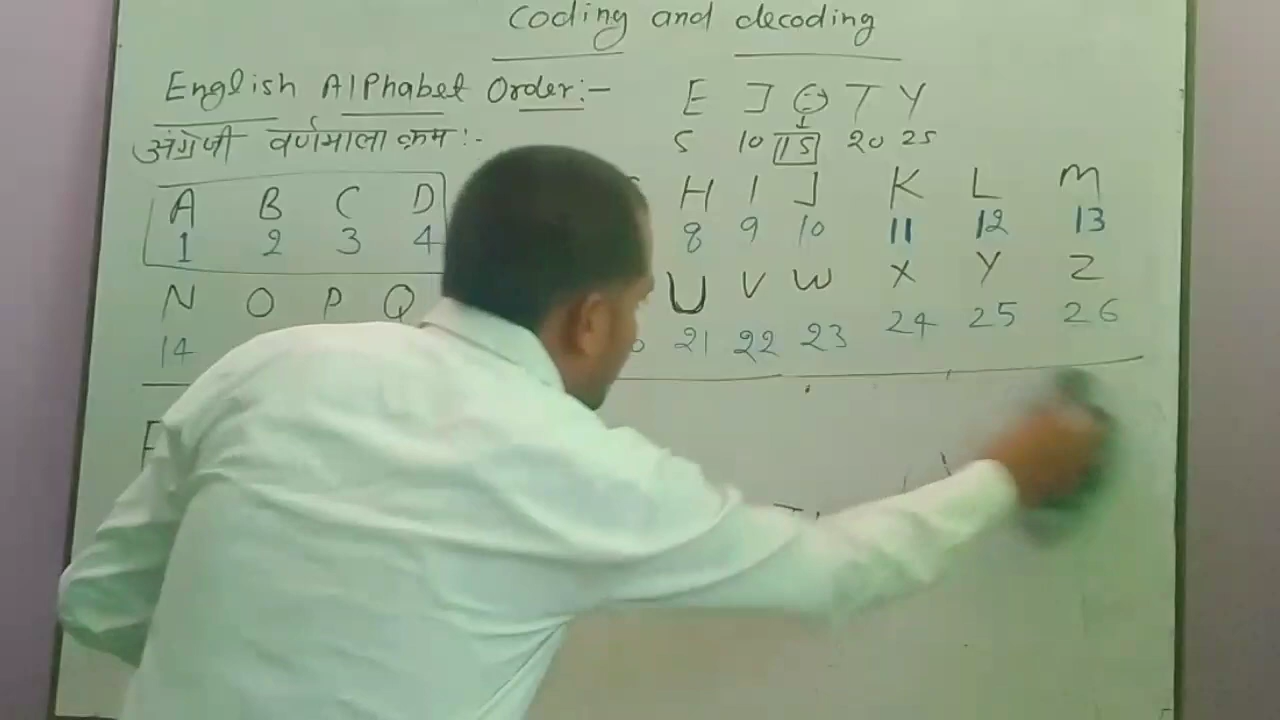 Coding and decoding
English Alphabet Order:-
अंग्रेजी वर्णमाला क्रम :-
E J O T Y
5 10 15 20 25
A B C D H I J K L M
1 2 3 4 8 9 10 11 12 13
N O P Q U V W X Y Z
14 21 22 23 24 25 26